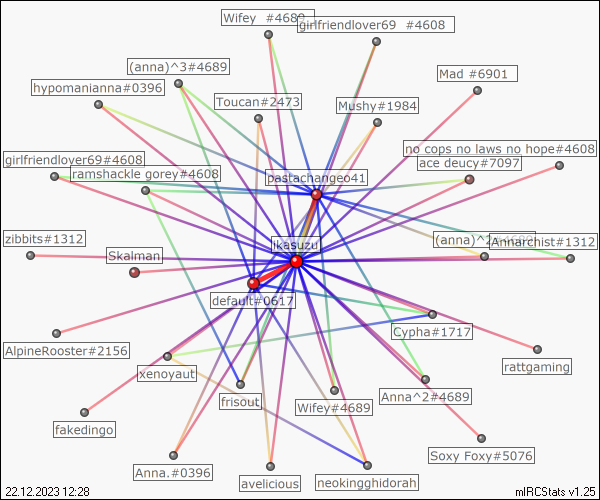 Wifey #4689
girlfriendlover69 #4608
(anna)^3#4689
Mad #6901
hypomanianna#0396
Toucan#2473
Mushy#1984
no cops no laws no hope#4608
girlfriendlover69#4608
ace deucy#7097
ramshackle gorey#4608
pastachangeo41
zibbits#1312
likasuzu
(anna)^2#4689
Annarchist#1312
Skalman
default#0617
Cypha#1717
AlpineRooster#2156
rattgaming
xenoyaut
frisout
Wifey#4689
Anna^2#4689
fakedingo
Soxy Foxy#5076
Anna.#0396
avelicious
neokingghidorah
22.12.2023 12:28
mIRCStats v1.25